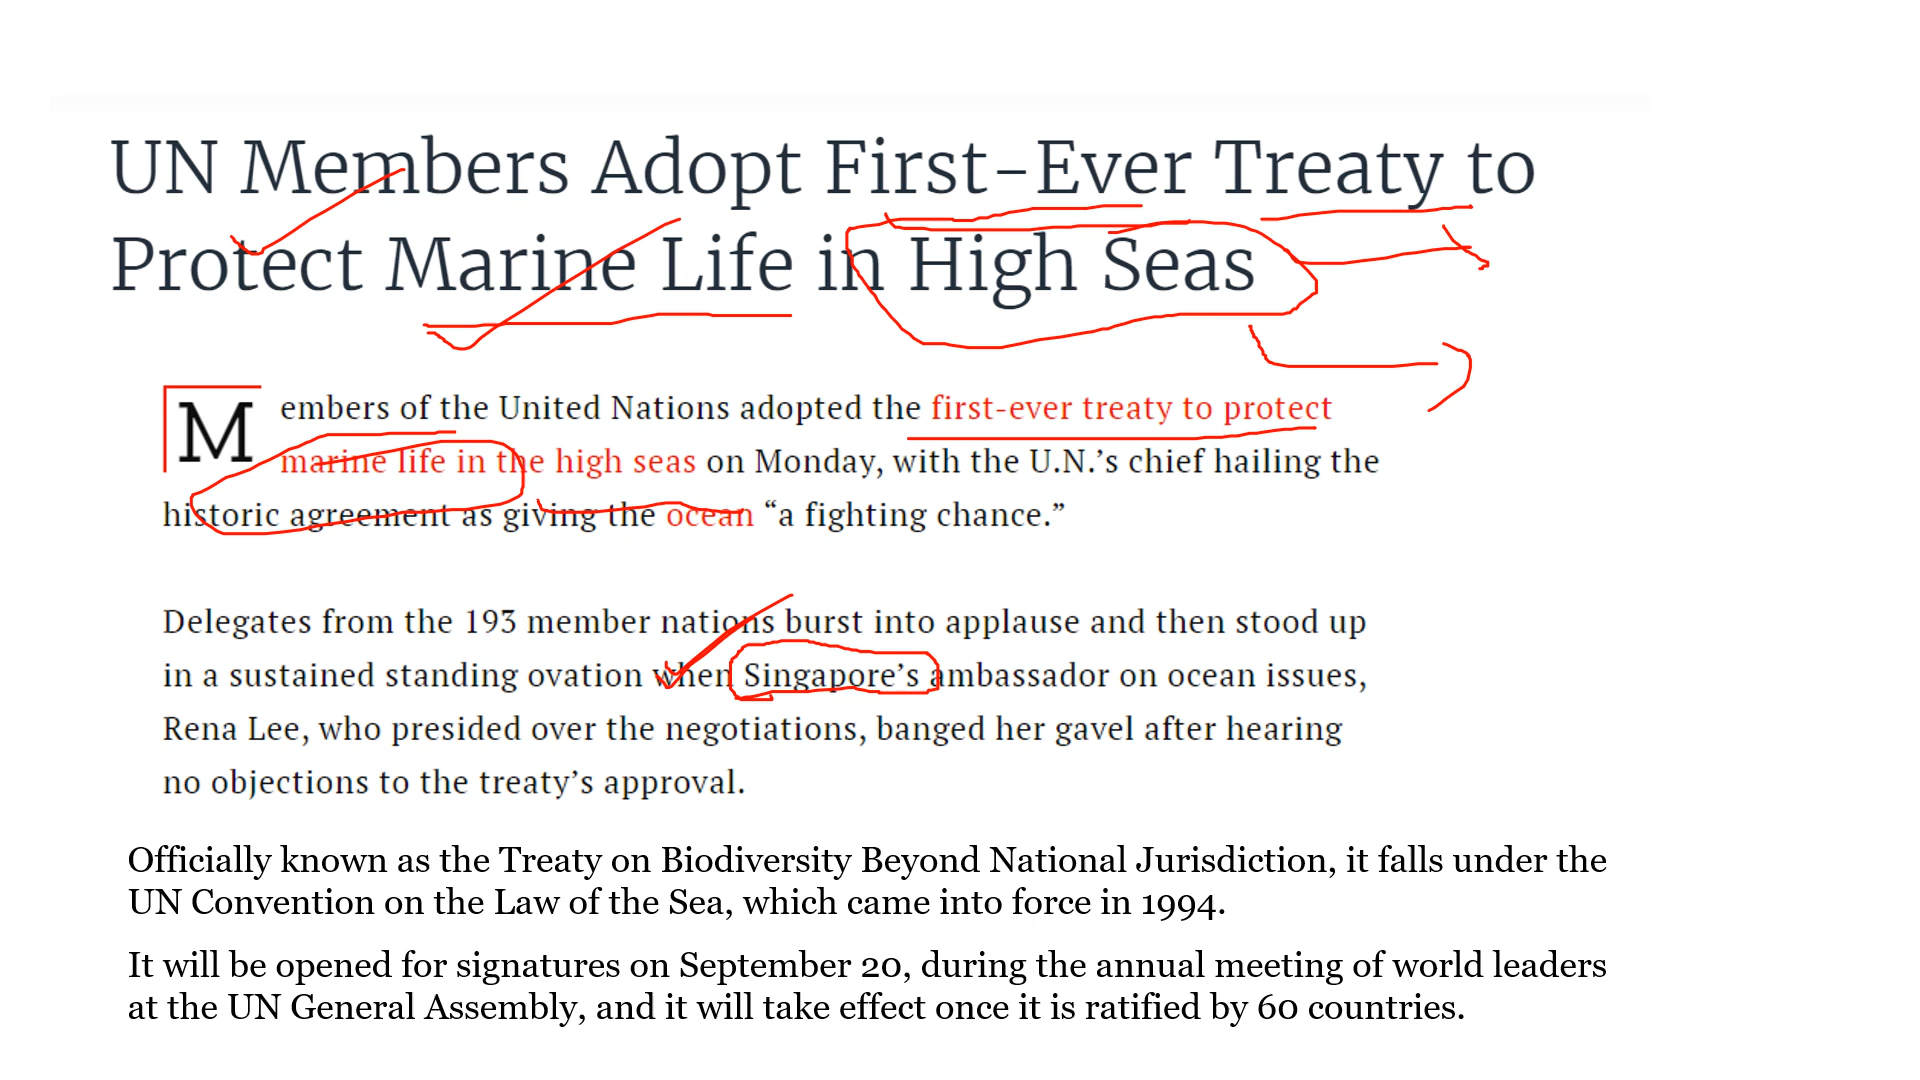 UN Members Adopt First-Ever Treaty to
Protect Marine Life in High Seas
Members of the United Nations adopted the first-ever treaty to protect
marine life in the high seas on Monday, with the U.N.’s chief hailing the
historic agreement as giving the ocean “a fighting chance.”
Delegates from the 193 member nations burst into applause and then stood up
in a sustained standing ovation when Singapore’s ambassador on ocean issues,
Rena Lee, who presided over the negotiations, banged her gavel after hearing
no objections to the treaty’s approval.
Officially known as the Treaty on Biodiversity Beyond National Jurisdiction, it falls under the
UN Convention on the Law of the Sea, which came into force in 1994.
It will be opened for signatures on September 20, during the annual meeting of world leaders
at the UN General Assembly, and it will take effect once it is ratified by 60 countries.